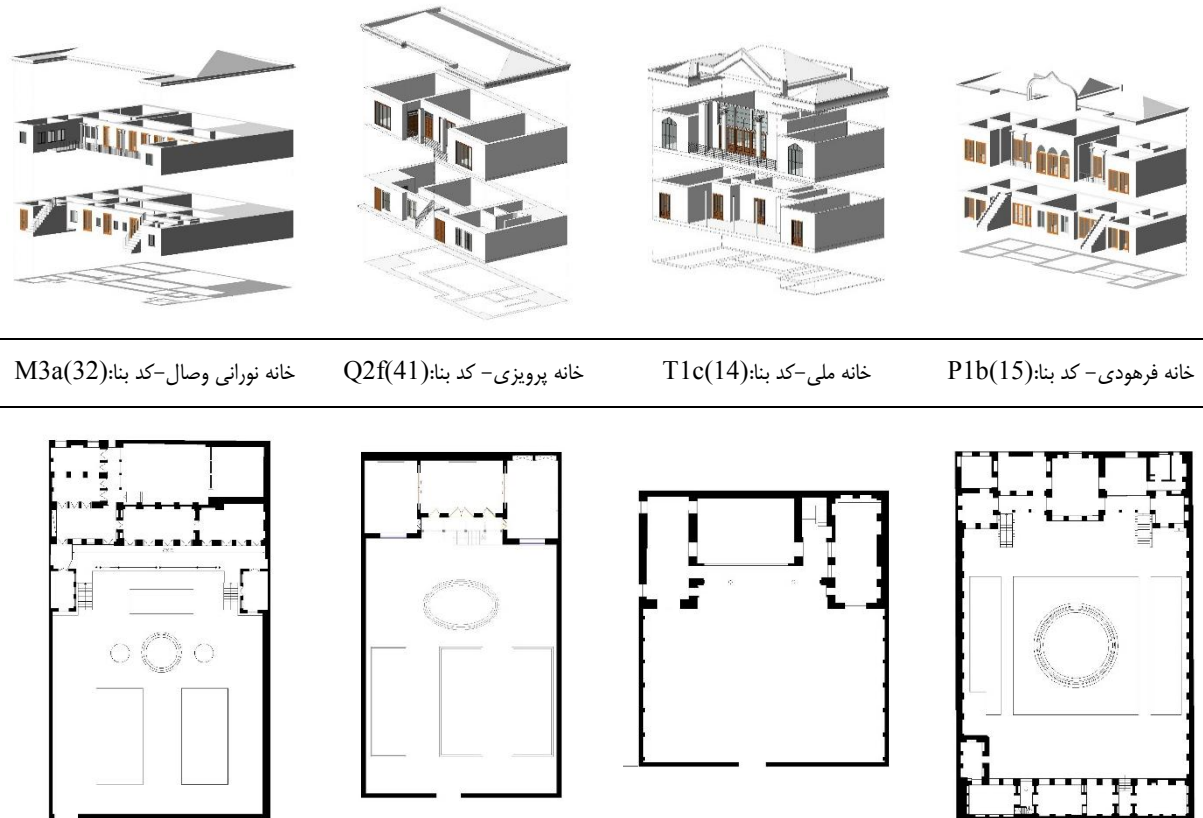 خانه فرهودی- کد بنا:P1b(15)
خانه ملی-کد بنا:T1c(14)
خانه پرویزی- کد بنا:Q2f(41)
خانه نورانی وصال-کد بنا:M3a(32)